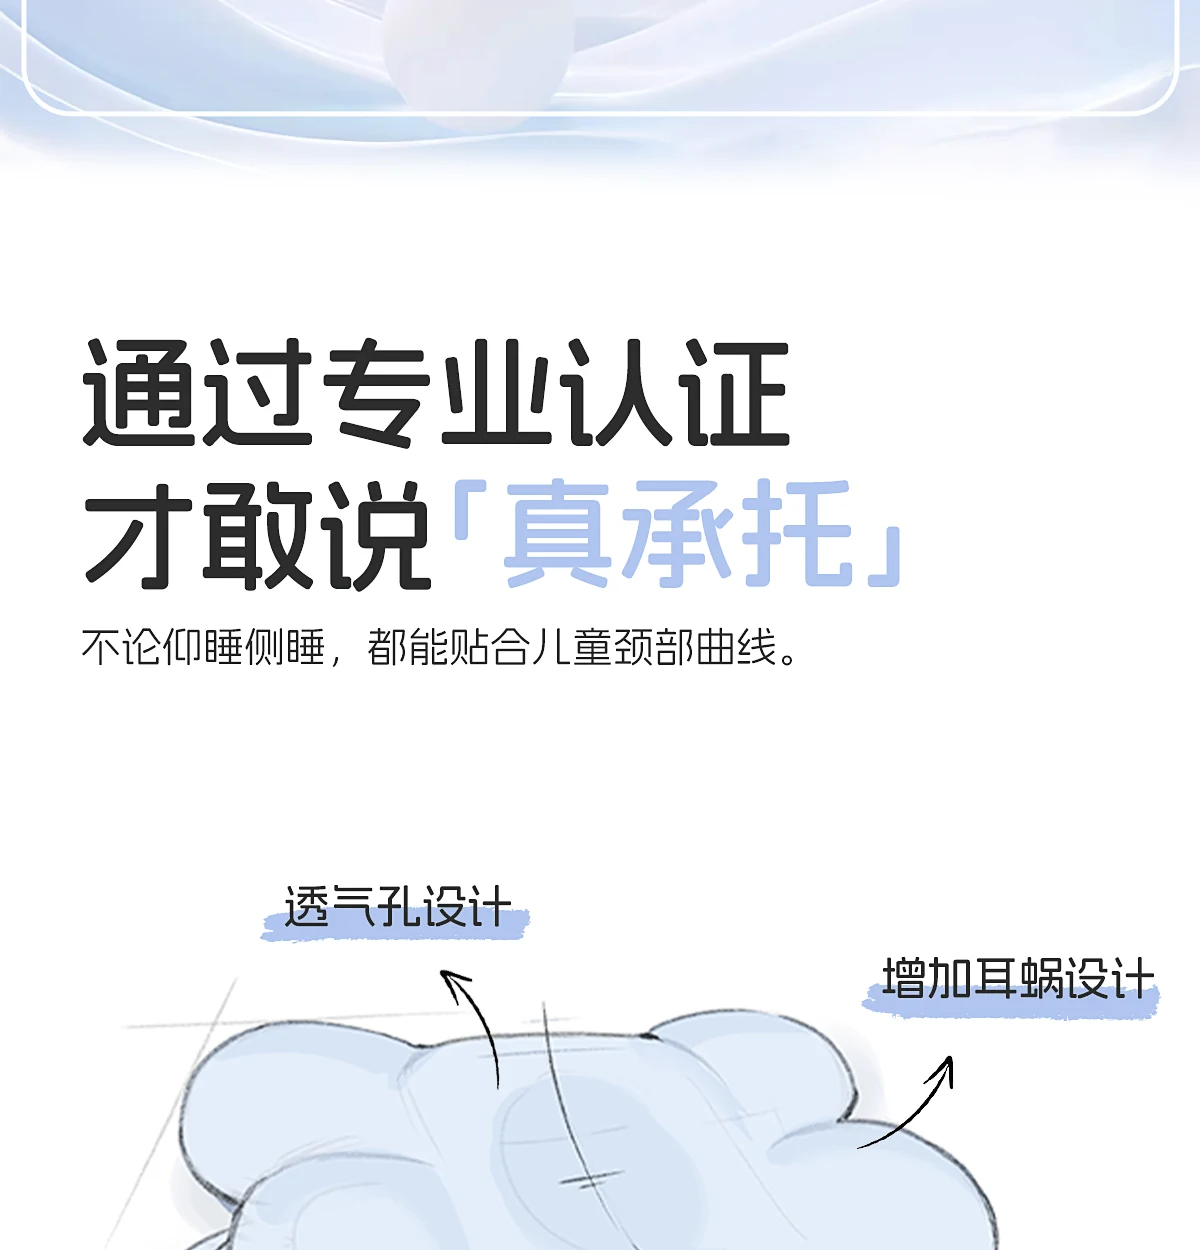 通过专业认证
才敢说「真承托」
不论仰睡侧睡，都能贴合儿童颈部曲线。
透气孔设计
增加耳蜗设计